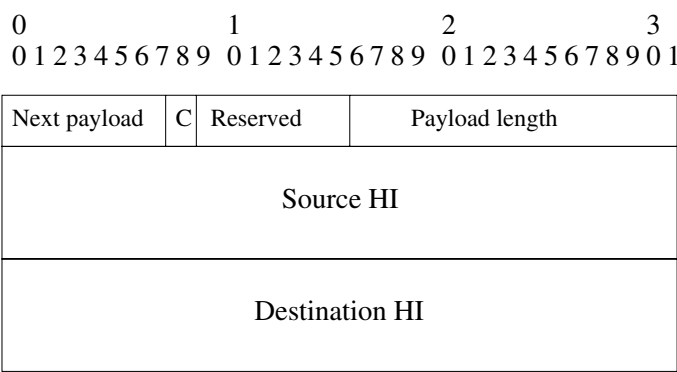 0 1 2 3
0 1 2 3 4 5 6 7 8 9 0 1 2 3 4 5 6 7 8 9 0 1 2 3 4 5 6 7 8 9 0 1
Next payload C Reserved Payload length
Source HI
Destination HI